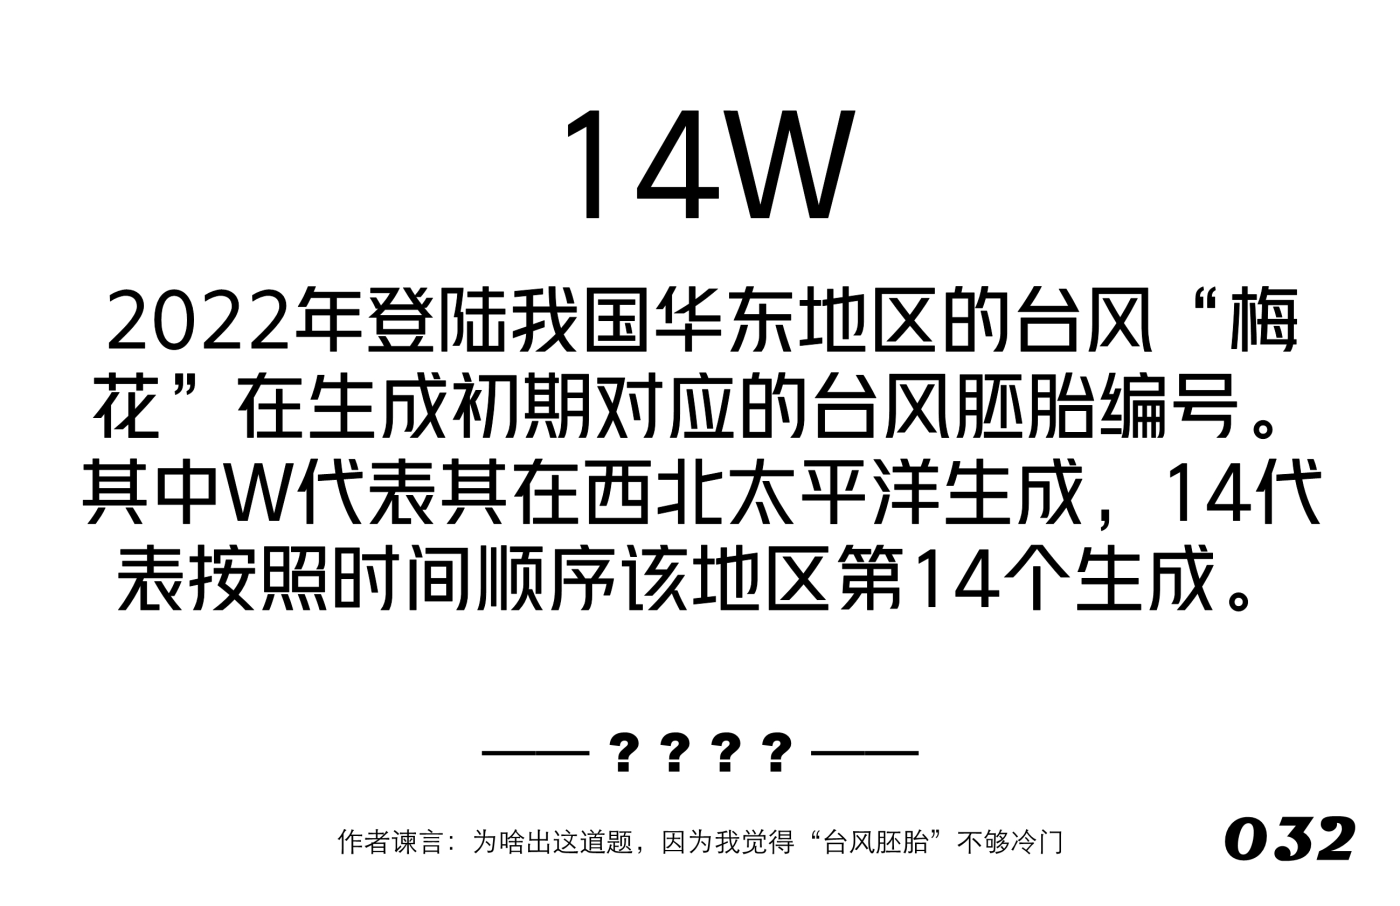 14W
2022年登陆我国华东地区的台风“梅
花”在生成初期对应的台风胚胎编号。
其中W代表其在西北太平洋生成，14代
表按照时间顺序该地区第14个生成。
——？？？？——
作者谏言：为啥出这道题，因为我觉得“台风胚胎”不够冷门
032